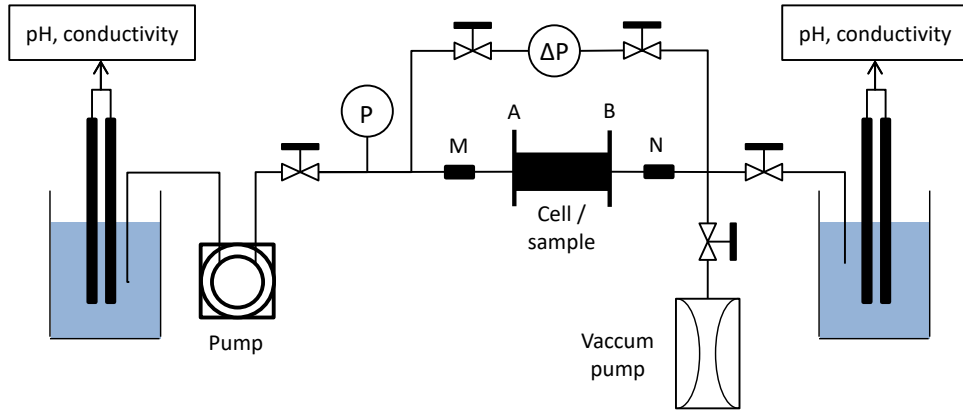 pH, conductivity
pH, conductivity
ΔP
P
A
B
M
N
Cell /
sample
Pump
Vaccum
pump